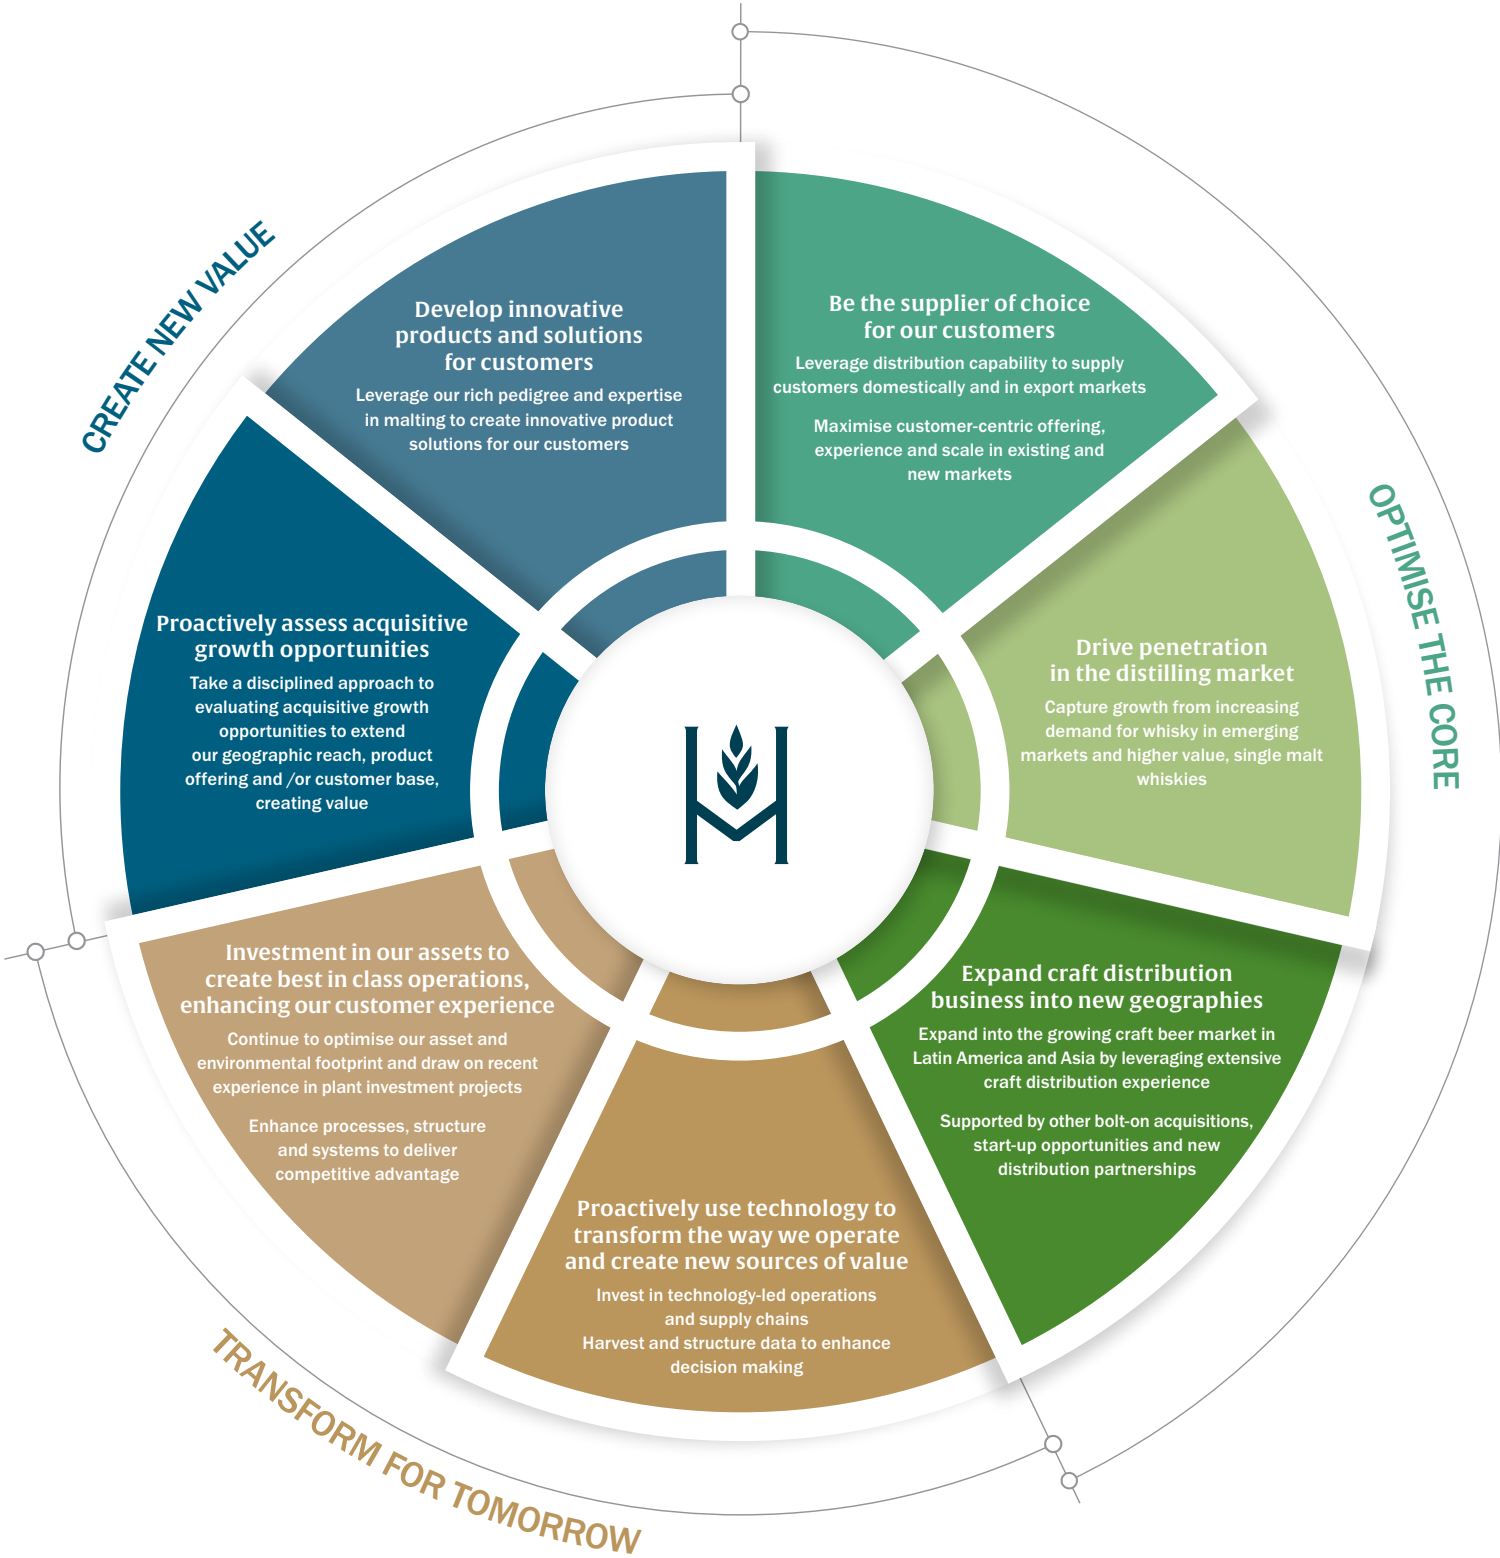 CREATE NEW VALUE
Develop innovative
products and solutions
for customers
Leverage our rich pedigree and expertise
in malting to create innovative product
solutions for our customers
Proactively assess acquisitive
growth opportunities
Take a disciplined approach to
evaluating acquisitive growth
opportunities to extend
our geographic reach, product
offering and /or customer base,
creating value
OPTIMISE THE CORE
Be the supplier of choice
for our customers
Leverage distribution capability to supply
customers domestically and in export markets
Maximise customer-centric offering,
experience and scale in existing and
new markets
Drive penetration
in the distilling market
Capture growth from increasing
demand for whisky in emerging
markets and higher value, single malt
whiskies
Expand craft distribution
business into new geographies
Expand into the growing craft beer market in
Latin America and Asia by leveraging extensive
craft distribution experience
Supported by other bolt-on acquisitions,
start-up opportunities and new
distribution partnerships
TRANSFORM FOR TOMORROW
Proactively use technology to
transform the way we operate
and create new sources of value
Invest in technology-led operations
and supply chains
Harvest and structure data to enhance
decision making
Investment in our assets to
create best in class operations,
enhancing our customer experience
Continue to optimise our asset and
environmental footprint and draw on recent
experience in plant investment projects
Enhance processes, structure
and systems to deliver
competitive advantage